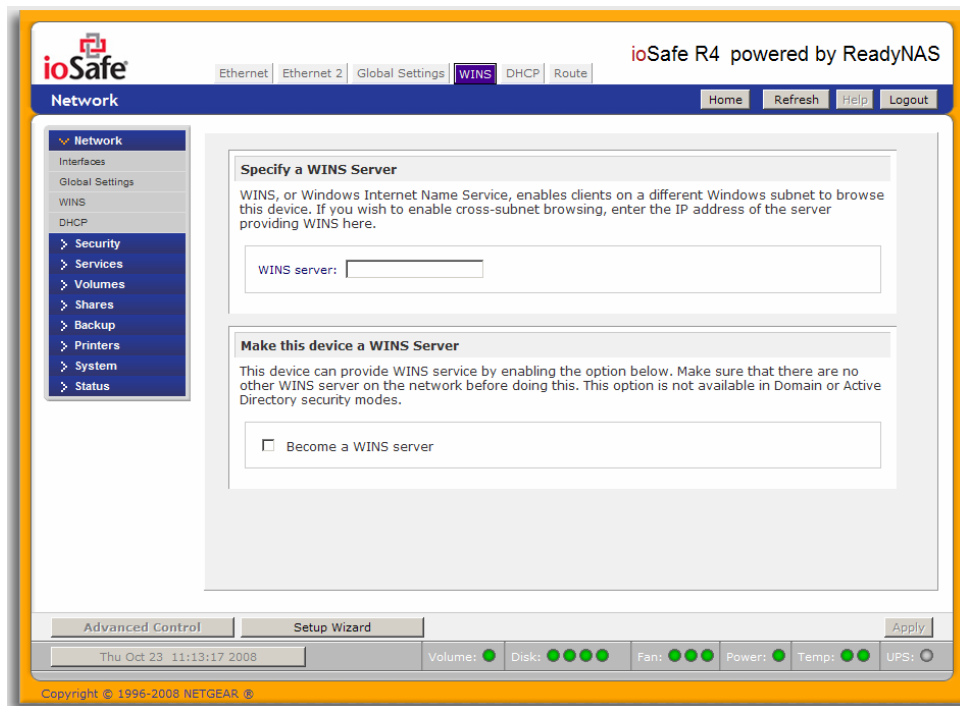 ioSafe
ioSafe R4 powered by ReadyNAS
Ethernet Ethernet 2 Global Settings WINS DHCP Route
Network
Home Refresh Help Logout
Network
Interfaces
Global Settings
WINS
DHCP
Security
Services
Volumes
Shares
Backup
Printers
System
Status
Specify a WINS Server
WINS, or Windows Internet Name Service, enables clients on a different Windows subnet to browse
this device. If you wish to enable cross-subnet browsing, enter the IP address of the server
providing WINS here.
WINS server:
Make this device a WINS Server
This device can provide WINS service by enabling the option below. Make sure that there are no
other WINS server on the network before doing this. This option is not available in Domain or Active
Directory security modes.
Become a WINS server
Advanced Control Setup Wizard Apply
Thu Oct 23 11:13:17 2008 Volume: Disk: Fan: Power: Temp: UPS:
Copyright © 1996-2008 NETGEAR ®